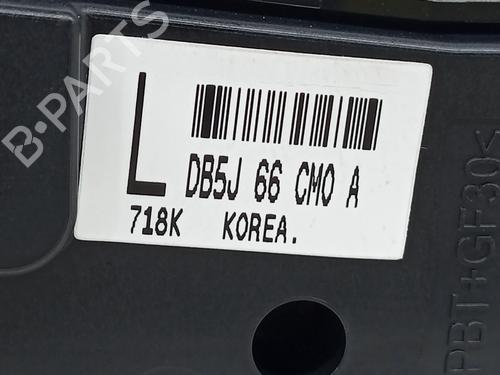 L
DB5J 66 CM0 A
718K KOREA.
>PBT+GF30<
B-PARTS